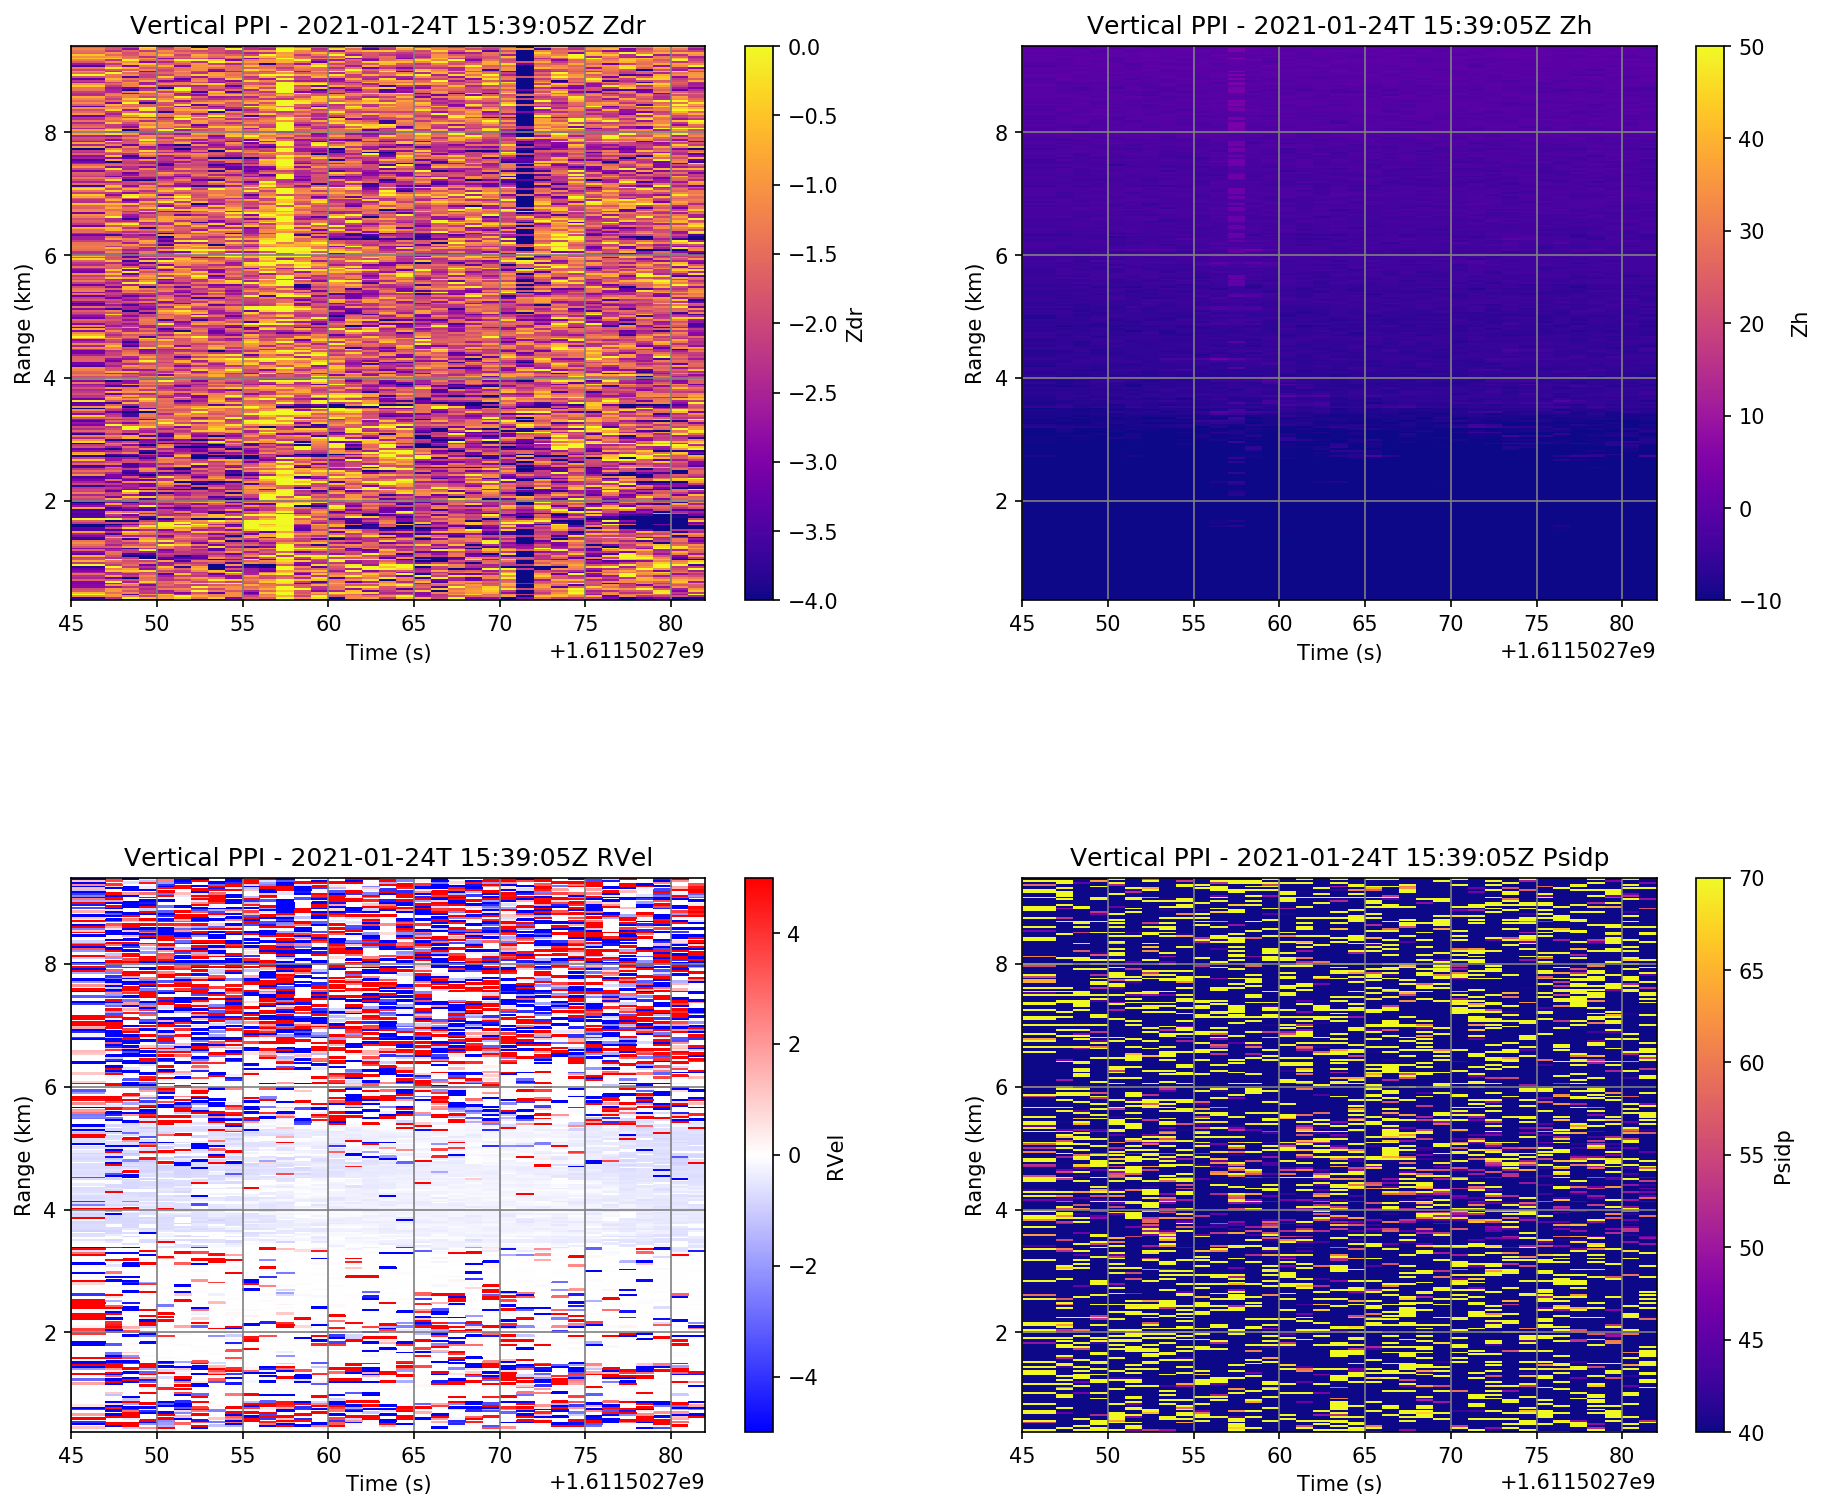 Vertical PPI - 2021-01-24T 15:39:05Z Zdr
Range (km)
8
6
4
2
45 50 55 60 65 70 75 80
Time (s)
+1.6115027e9
0.0
−0.5
−1.0
−1.5
−2.0
−2.5
−3.0
−3.5
−4.0
Zdr
Vertical PPI - 2021-01-24T 15:39:05Z Zh
Range (km)
8
6
4
2
45 50 55 60 65 70 75 80
Time (s)
+1.6115027e9
50
40
30
20
10
0
−10
Zh
Vertical PPI - 2021-01-24T 15:39:05Z RVel
Range (km)
8
6
4
2
45 50 55 60 65 70 75 80
Time (s)
+1.6115027e9
4
2
0
−2
−4
RVel
Vertical PPI - 2021-01-24T 15:39:05Z Psidp
Range (km)
8
6
4
2
45 50 55 60 65 70 75 80
Time (s)
+1.6115027e9
70
65
60
55
50
45
40
Psidp